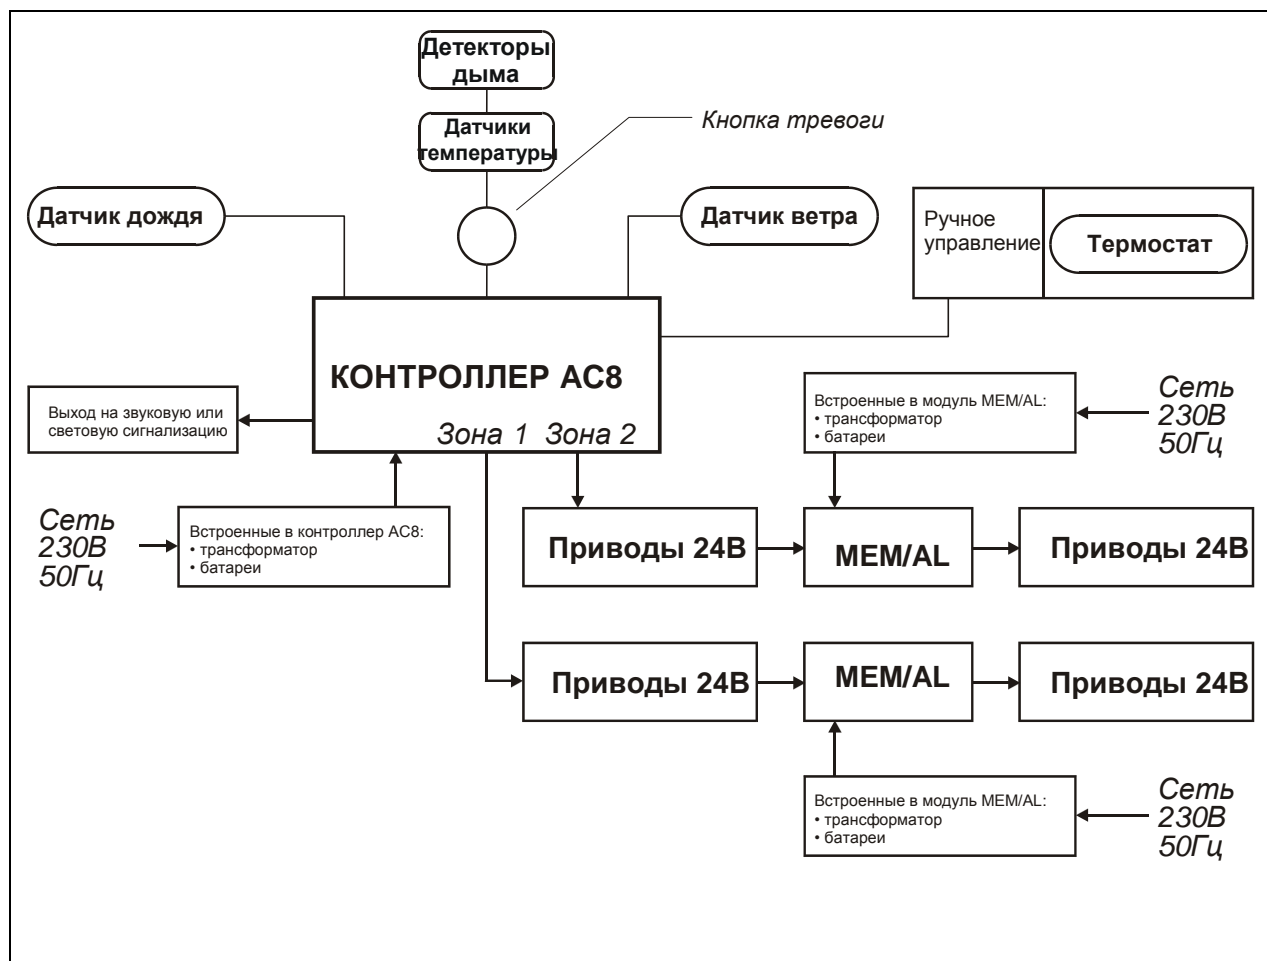 Детекторы
дыма
Датчики
температуры
Кнопка тревоги
Датчик дождя
Датчик ветра
Ручное
управление
Термостат
КОНТРОЛЛЕР АС8
Зона 1 Зона 2
Выход на звуковую или
световую сигнализацию
Встроенные в модуль MEM/AL:
• трансформатор
• батареи
Сеть
230В
50Гц
Сеть
230В
50Гц
Встроенные в контроллер АС8:
• трансформатор
• батареи
Приводы 24В
MEM/AL
Приводы 24В
Приводы 24В
MEM/AL
Приводы 24В
Встроенные в модуль MEM/AL:
• трансформатор
• батареи
Сеть
230В
50Гц